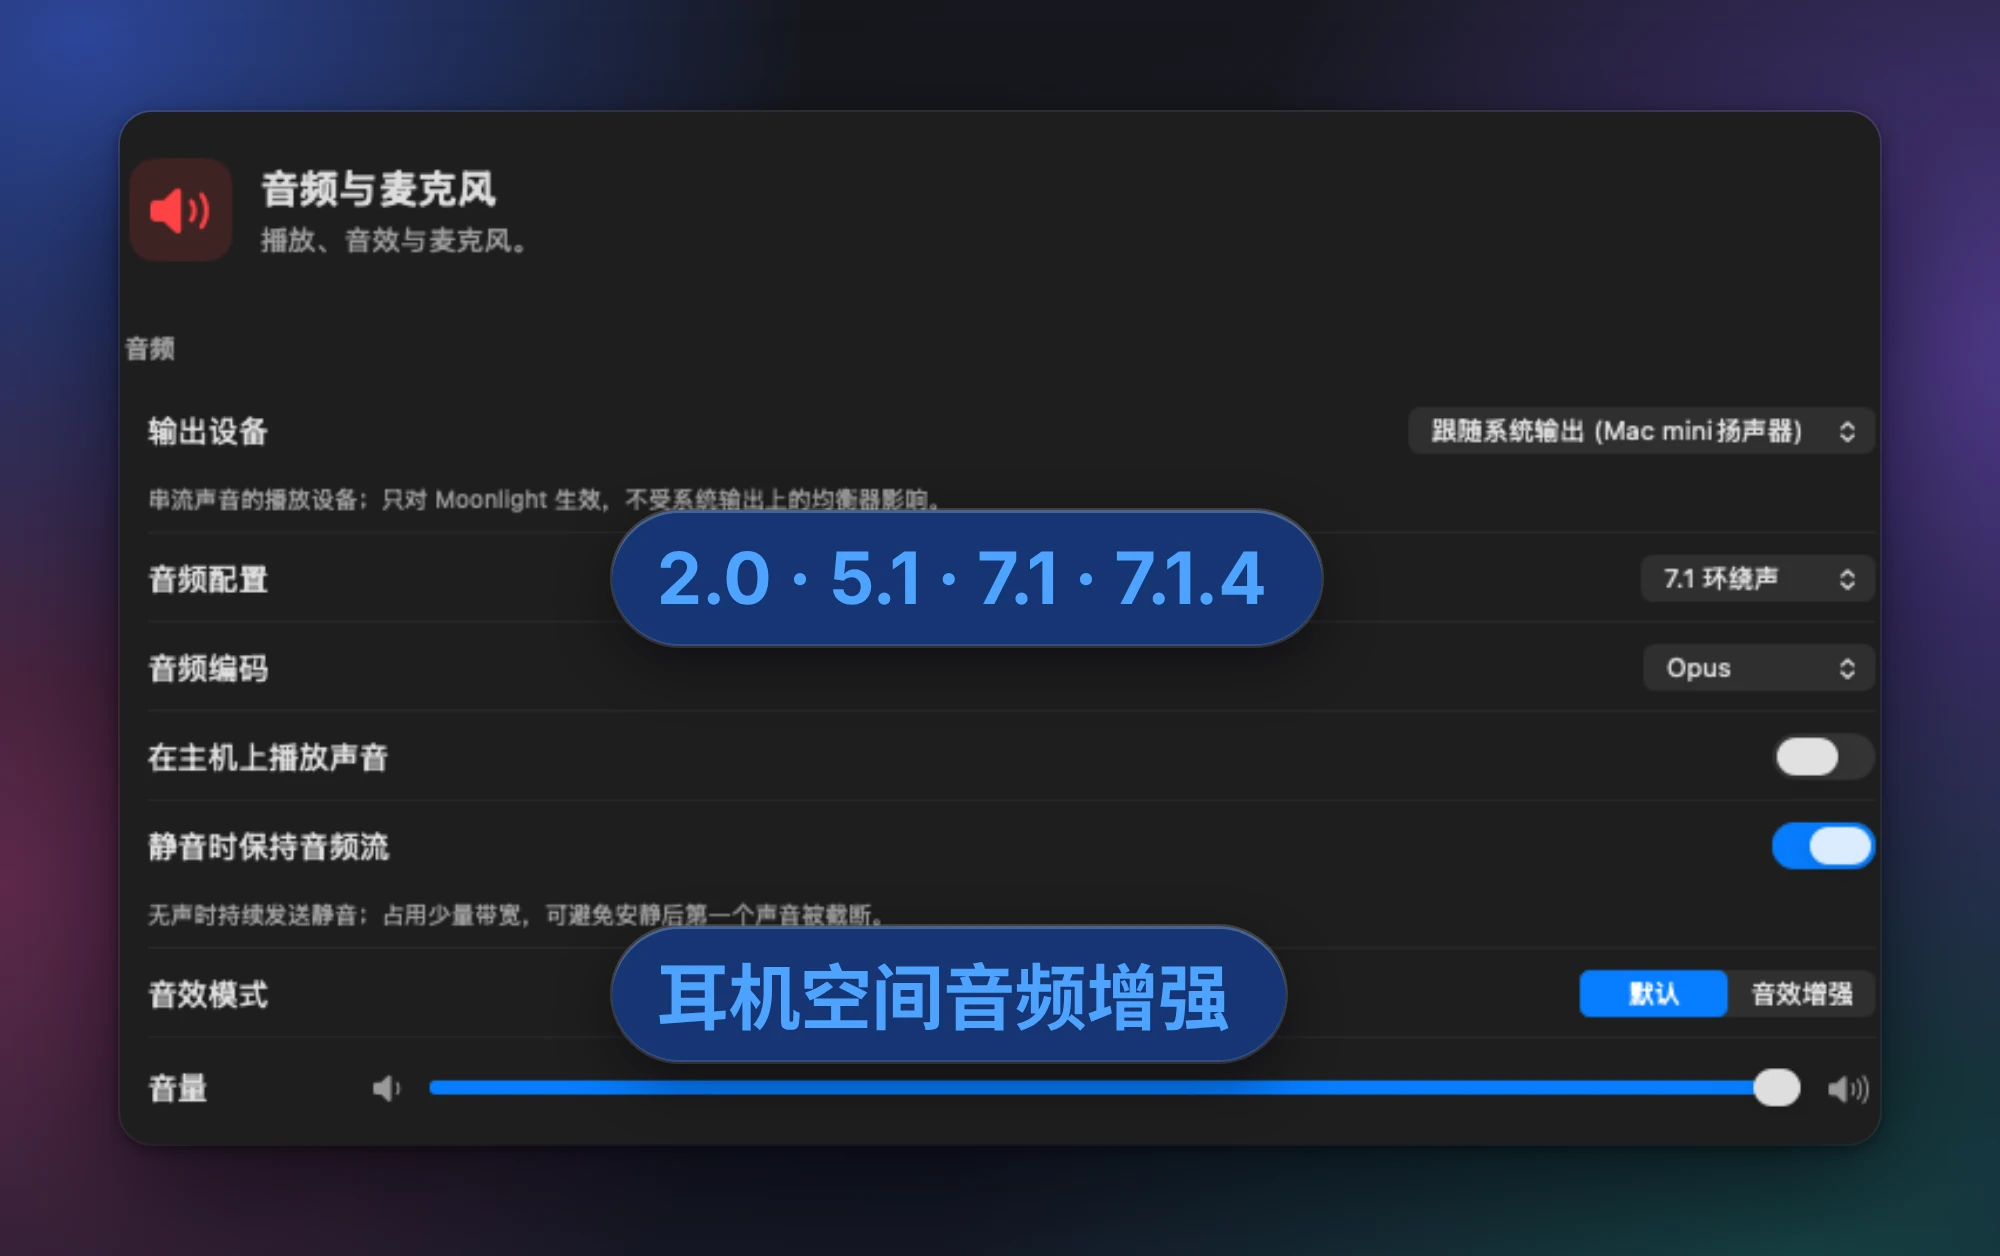 音频与麦克风
播放、音效与麦克风。
音频
输出设备
跟随系统输出 (Mac mini扬声器)
串流声音的播放设备；只对 Moonlight 生效，不受系统输出上的均衡器影响。
音频配置
2.0 · 5.1 · 7.1 · 7.1.4
7.1 环绕声
音频编码
Opus
在主机上播放声音
静音时保持音频流
无声时持续发送静音；占用少量带宽，可避免安静后第一个声音被截断。
音效模式
耳机空间音频增强
默认
音效增强
音量